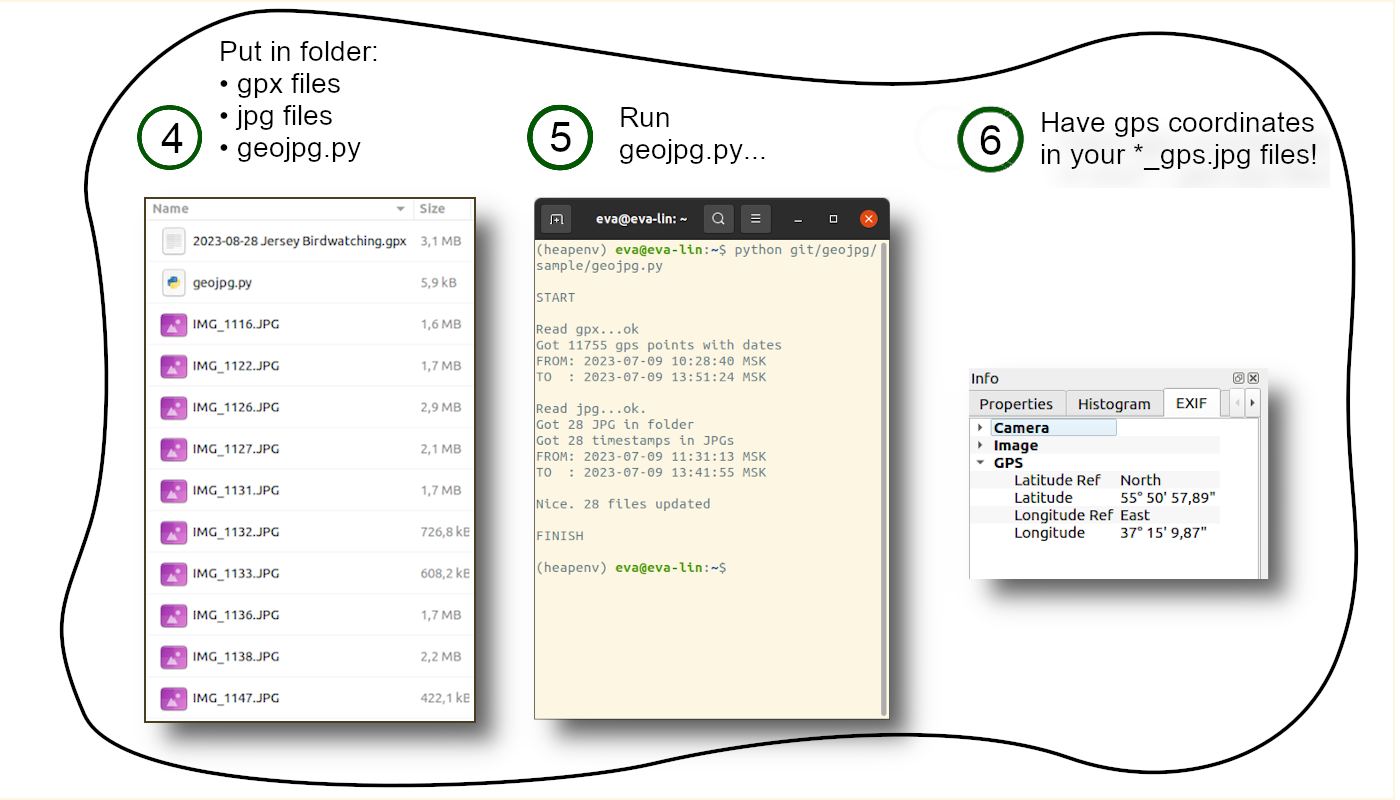 4
Put in folder:
• gpx files
• jpg files
• geojpg.py
Name Size
2023-08-28 Jersey Birdwatching.gpx 3,1 MB
geojpg.py 5,9 kB
IMG_1116.JPG 1,6 MB
IMG_1122.JPG 1,7 MB
IMG_1126.JPG 2,9 MB
IMG_1127.JPG 2,1 MB
IMG_1131.JPG 1,7 MB
IMG_1132.JPG 726,8 kB
IMG_1133.JPG 608,2 kB
IMG_1136.JPG 1,7 MB
IMG_1138.JPG 2,2 MB
IMG_1147.JPG 422,1 kB
5
Run
geojpg.py...
eva@eva-lin: ~
(heapenv) eva@eva-lin:~$ python git/geojpg/
sample/geojpg.py
START
Read gpx...ok
Got 11755 gps points with dates
FROM: 2023-07-09 10:28:40 MSK
TO  : 2023-07-09 13:51:24 MSK
Read jpg...ok.
Got 28 JPG in folder
Got 28 timestamps in JPGs
FROM: 2023-07-09 11:31:13 MSK
TO  : 2023-07-09 13:41:55 MSK
Nice. 28 files updated
FINISH
(heapenv) eva@eva-lin:~$
6
Have gps coordinates
in your *_gps.jpg files!
Info
Properties Histogram EXIF
Camera
Image
GPS
Latitude Ref North
Latitude 55° 50' 57,89"
Longitude Ref East
Longitude 37° 15' 9,87"